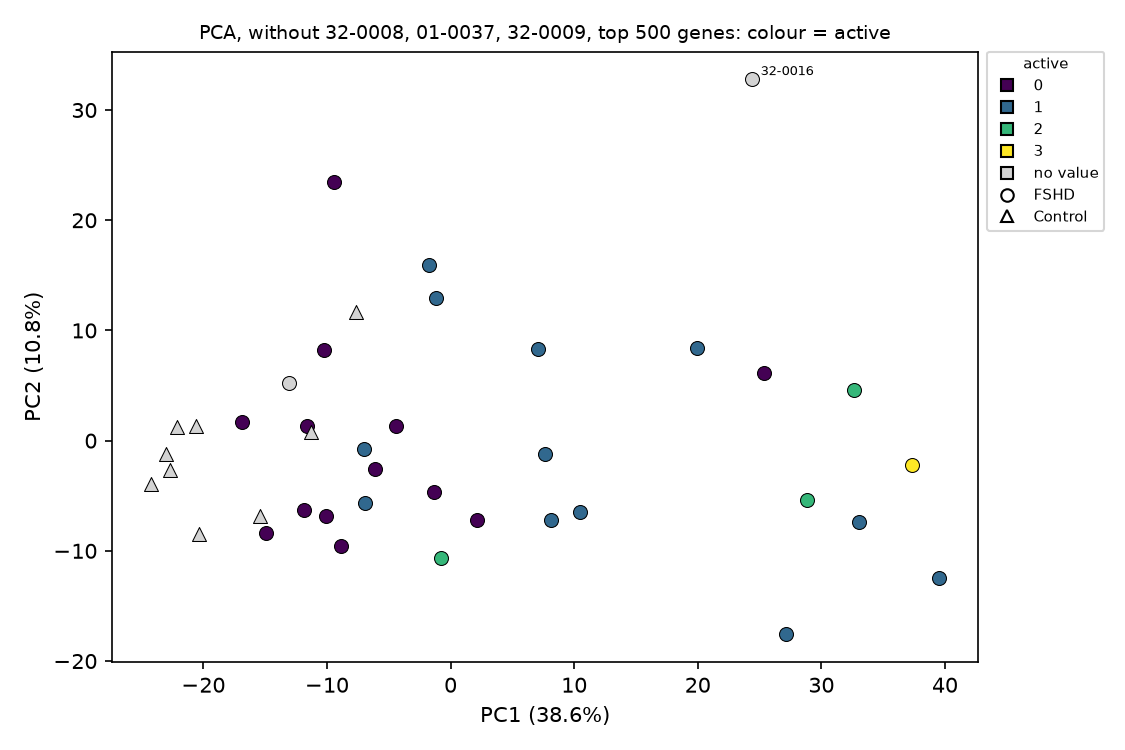 PCA, without 32-0008, 01-0037, 32-0009, top 500 genes: colour = active
32-0016
active
0
1
2
3
no value
FSHD
Control
30
20
10
0
−10
−20
PC2 (10.8%)
−20
−10
0
10
20
30
40
PC1 (38.6%)